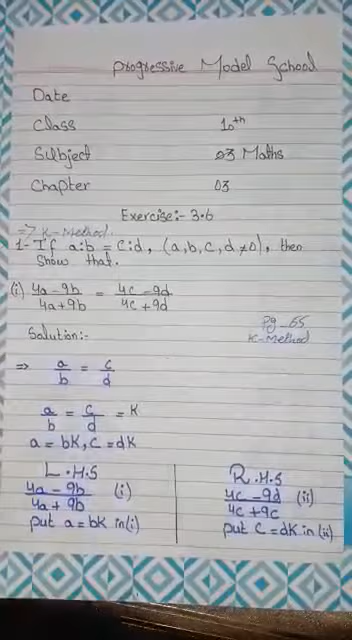 Progressive Model School
Date
Class 10th
Subject 03 Maths
Chapter 03
Exercise:- 3.6
=> K-Method.
1- If a:b = c:d, (a,b,c,d ≠0), then
Show that.
(i) 4a-9b/4a+9b = 4c-9d/4c+9d
Pg-55
Solution:- K-Method
=> a/b = c/d
a/b = c/d = K
a = bK, c = dK
L.H.S
4a-9b/4a+9b (i)
put a=bK in(i)
R.H.S
4c-9d/4c+9c (ii)
put c=dK in(ii)